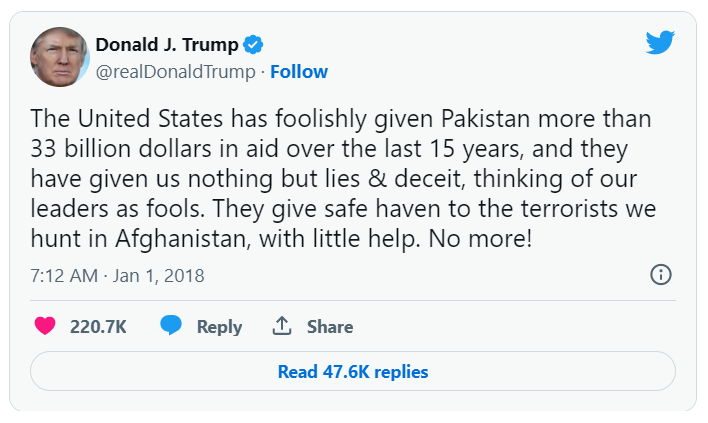 Donald J. Trump
@realDonaldTrump · Follow
The United States has foolishly given Pakistan more than
33 billion dollars in aid over the last 15 years, and they
have given us nothing but lies & deceit, thinking of our
leaders as fools. They give safe haven to the terrorists we
hunt in Afghanistan, with little help. No more!
7:12 AM · Jan 1, 2018
220.7K Reply Share
Read 47.6K replies